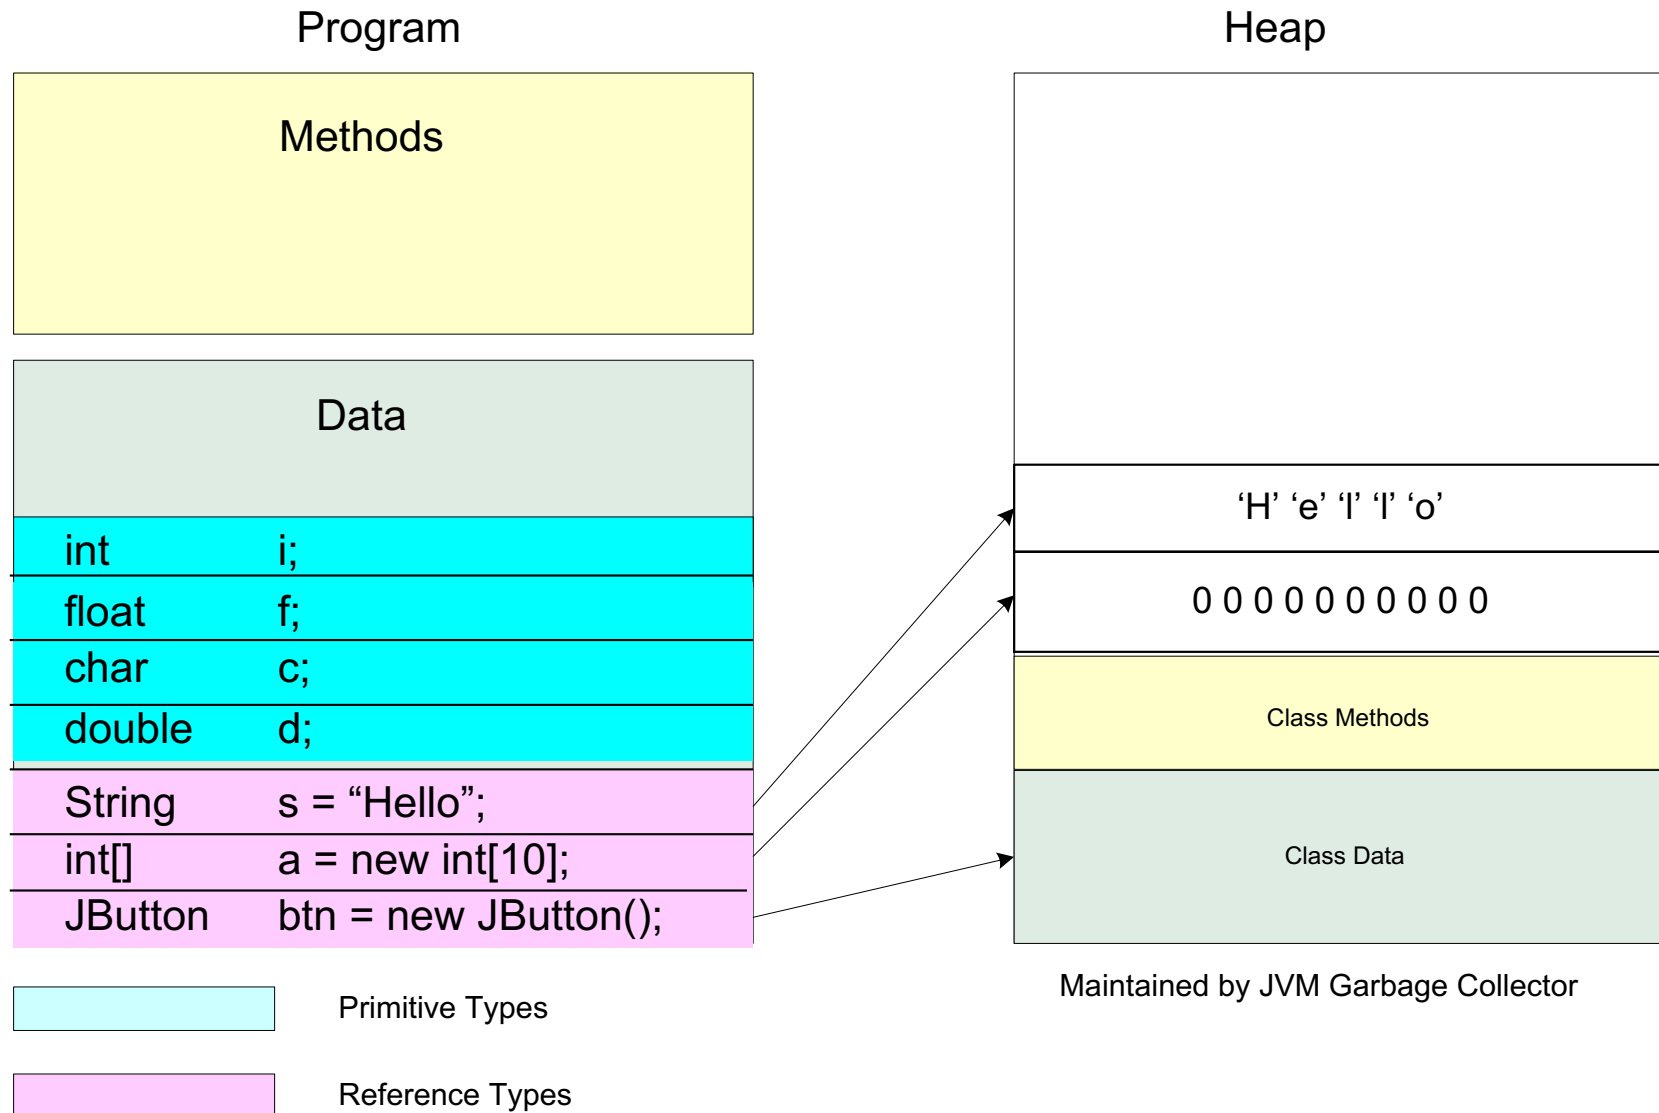 Program
Methods
Data
int i;
float f;
char c;
double d;
String s = “Hello”;
int[] a = new int[10];
JButton btn = new JButton();
Primitive Types
Reference Types
Heap
‘H’ ‘e’ ‘l’ ‘l’ ‘o’
0 0 0 0 0 0 0 0 0 0
Class Methods
Class Data
Maintained by JVM Garbage Collector